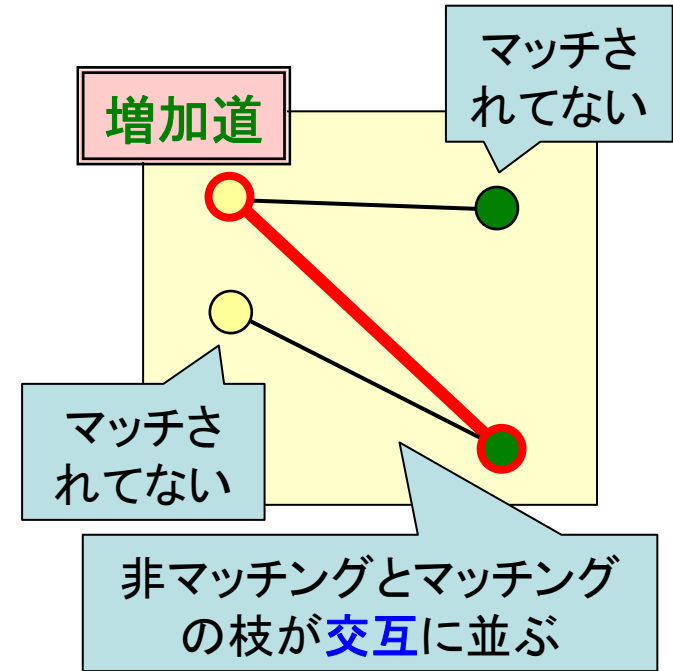 マッチさ
れてない
増加道
マッチさ
れてない
非マッチングとマッチング
の枝が交互に並ぶ